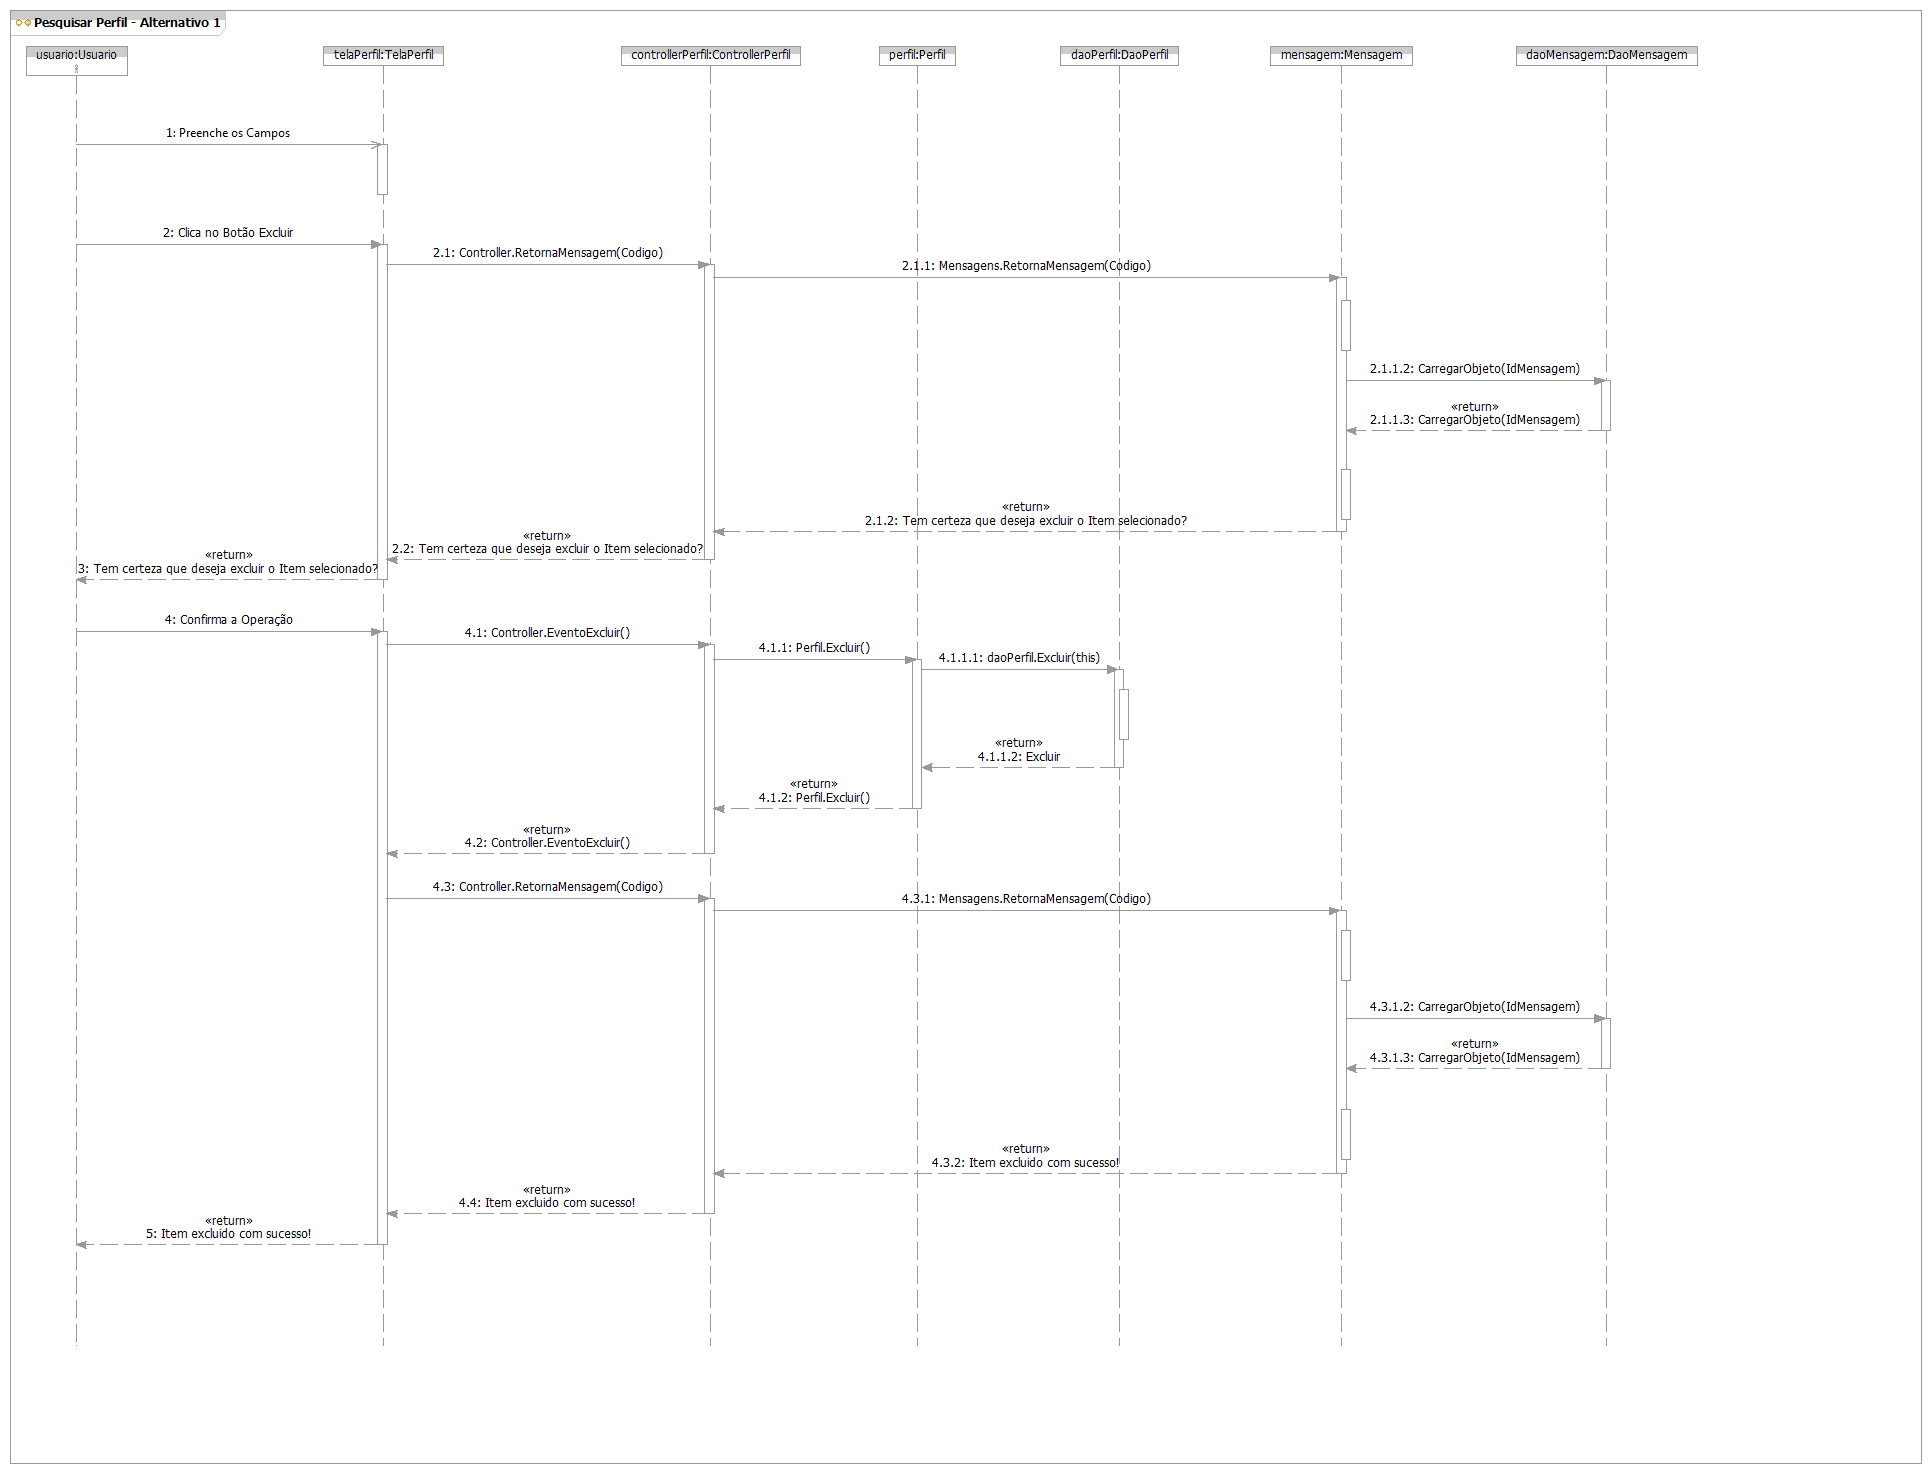 Pesquisar Perfil - Alternativo 1
usuario:Usuario
telaPerfil:TelaPerfil
controllerPerfil:ControllerPerfil
perfil:Perfil
daoPerfil:DaoPerfil
mensagem:Mensagem
daoMensagem:DaoMensagem
1: Preenche os Campos
2: Clica no Botão Excluir
2.1: Controller.RetornaMensagem(Codigo)
2.1.1: Mensagens.RetornaMensagem(Codigo)
2.1.1.2: CarregarObjeto(IdMensagem)
«return»
2.1.1.3: CarregarObjeto(IdMensagem)
«return»
2.1.2: Tem certeza que deseja excluir o Item selecionado?
«return»
2.2: Tem certeza que deseja excluir o Item selecionado?
«return»
3: Tem certeza que deseja excluir o Item selecionado?
4: Confirma a Operação
4.1: Controller.EventoExcluir()
4.1.1: Perfil.Excluir()
4.1.1.1: daoPerfil.Excluir(this)
«return»
4.1.1.2: Excluir
«return»
4.1.2: Perfil.Excluir()
«return»
4.2: Controller.EventoExcluir()
4.3: Controller.RetornaMensagem(Codigo)
4.3.1: Mensagens.RetornaMensagem(Codigo)
4.3.1.2: CarregarObjeto(IdMensagem)
«return»
4.3.1.3: CarregarObjeto(IdMensagem)
«return»
4.3.2: Item excluido com sucesso!
«return»
4.4: Item excluido com sucesso!
«return»
5: Item excluido com sucesso!